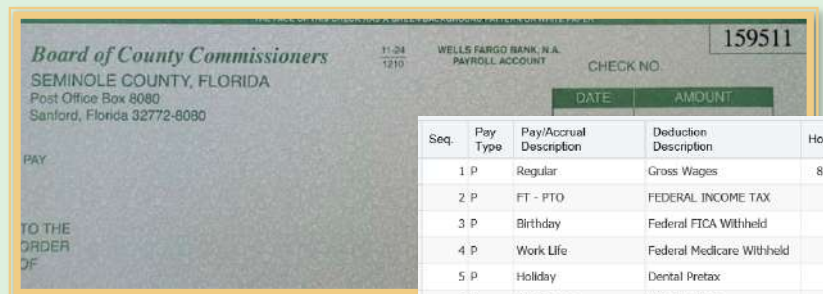 THE FACE OF THIS CHECK HAS A GREEN BACKGROUND PATTERN ON WHITE PAPER
159511
Board of County Commissioners
SEMINOLE COUNTY, FLORIDA
Post Office Box 8080
Sanford, Florida 32772-8080
11-24
1210
WELLS FARGO BANK, N.A.
PAYROLL ACCOUNT
CHECK NO.
DATE AMOUNT
PAY
TO THE
ORDER
OF
Seq. Pay Type Pay/Accrual Description Deduction Description Ho
1 P Regular Gross Wages 8
2 P FT - PTO FEDERAL INCOME TAX
3 P Birthday Federal FICA Withheld
4 P Work Life Federal Medicare Withheld
5 P Holiday Dental Pretax